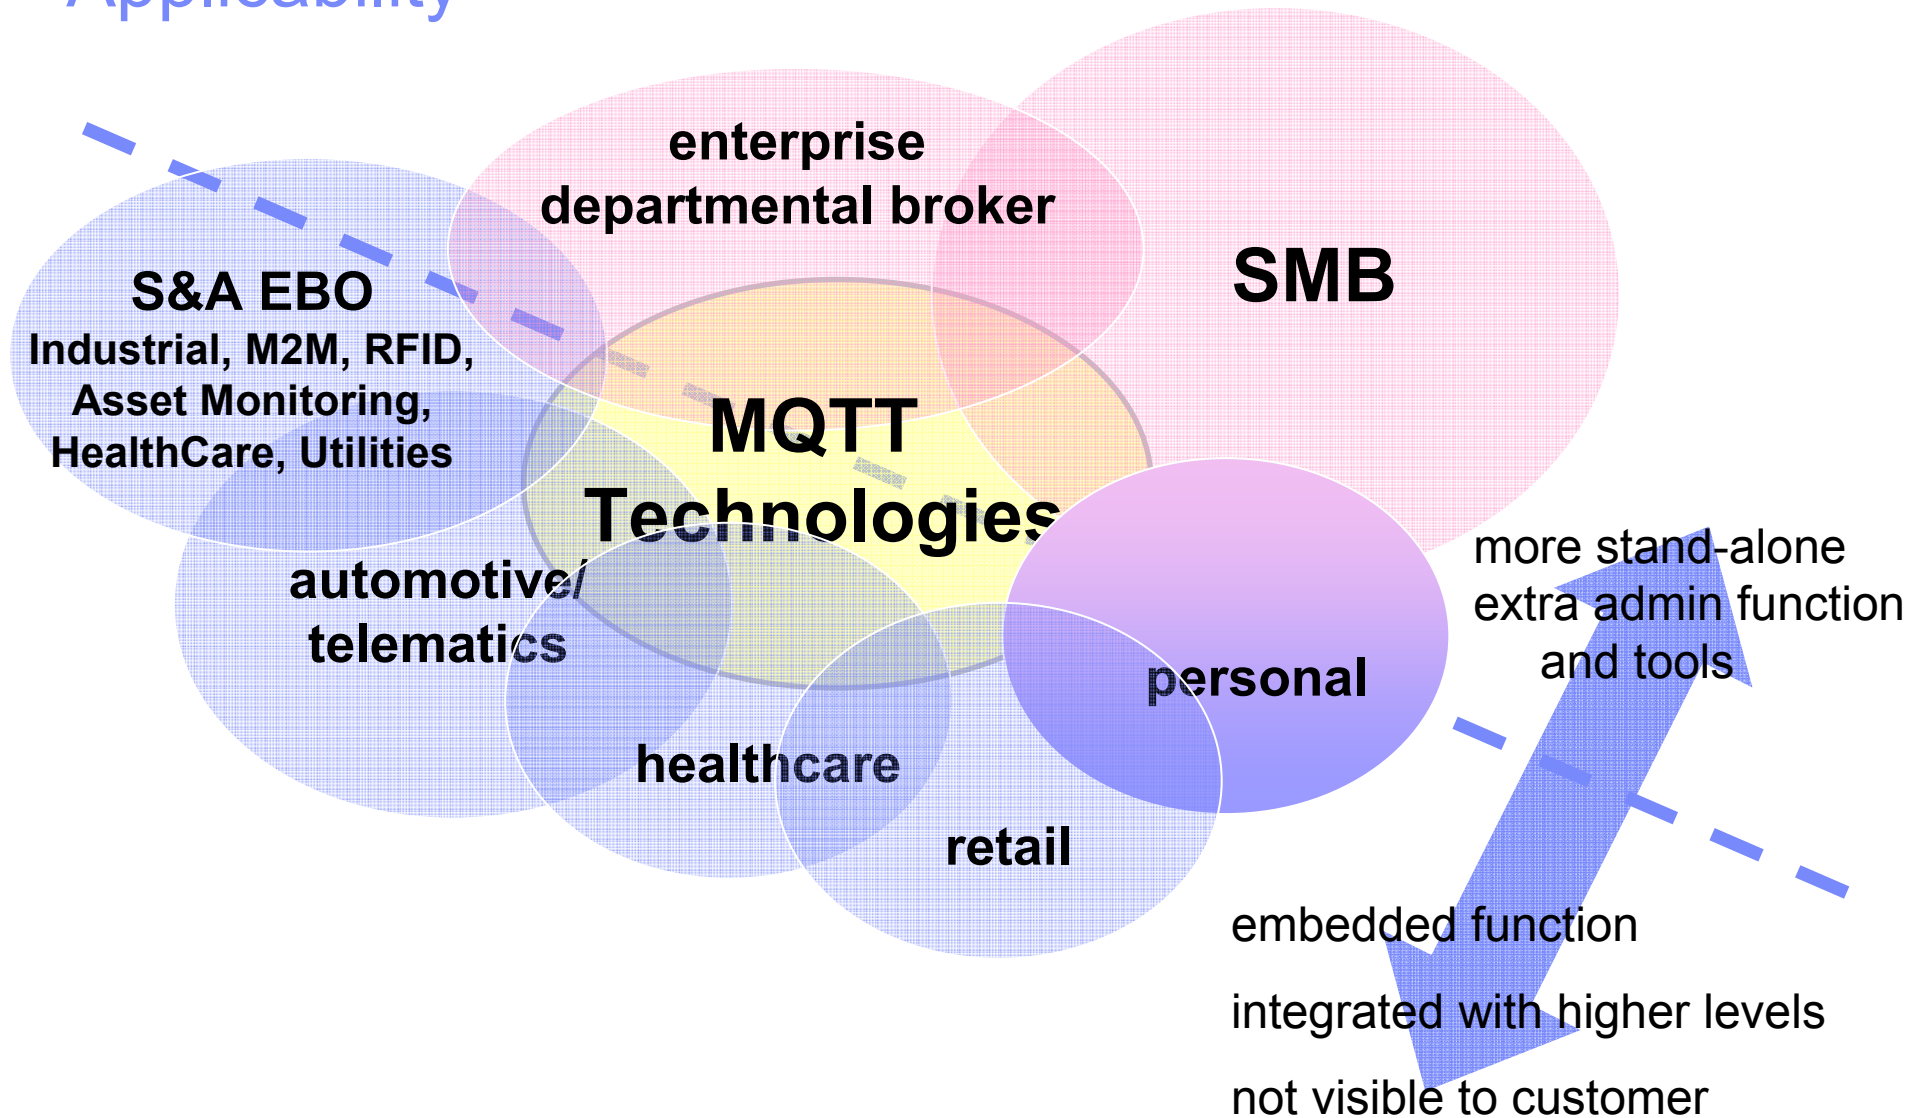 Applicability
enterprise
departmental broker
SMB
S&A EBO
Industrial, M2M, RFID,
Asset Monitoring,
HealthCare, Utilities
MQTT
Technologies
automotive/
telematics
healthcare
retail
personal
more stand-alone
extra admin function
and tools
embedded function
integrated with higher levels
not visible to customer